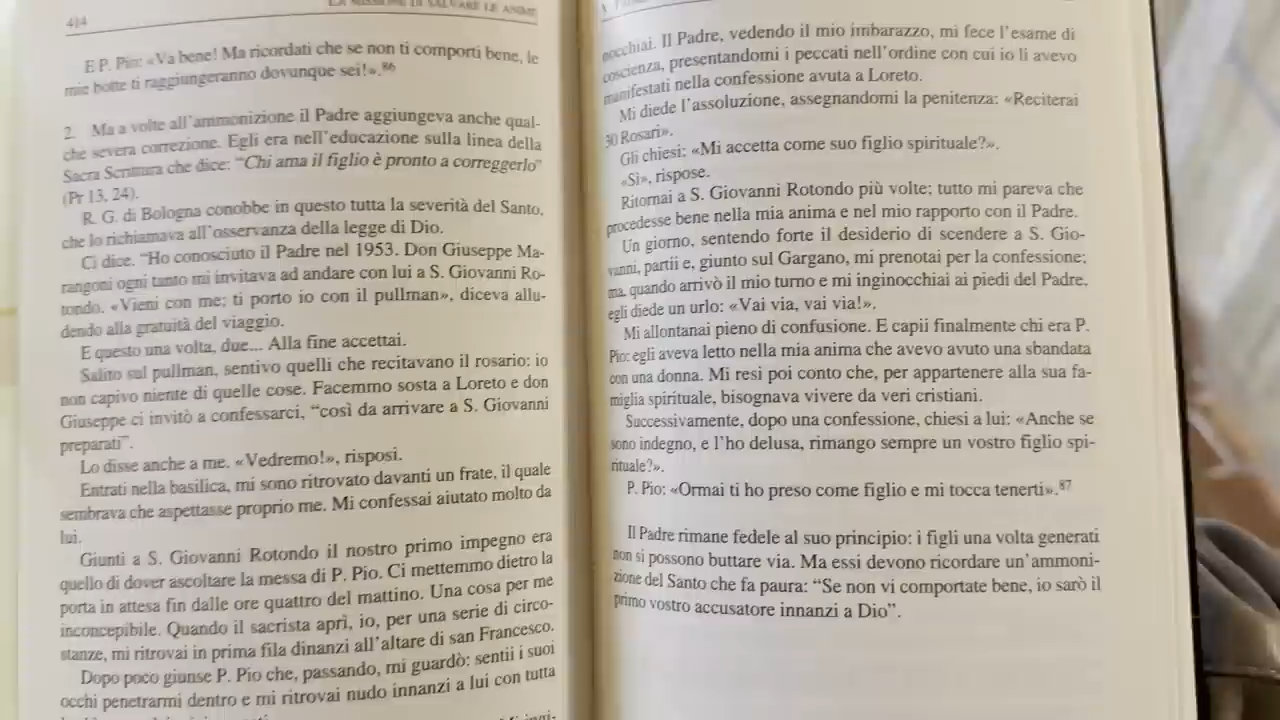 414
LA MISSIONE DI SALVARE LE ANIME
E P. Pio: «Va bene! Ma ricordati che se non ti comporti bene, le
mie botte ti raggiungeranno dovunque sei!».86
2. Ma a volte all'ammonizione il Padre aggiungeva anche qual-
che severa correzione. Egli era nell'educazione sulla linea della
Sacra Scrittura che dice: "Chi ama il figlio è pronto a correggerlo"
(Pr 13, 24).
R. G. di Bologna conobbe in questo tutta la severità del Santo,
che lo richiamava all'osservanza della legge di Dio.
Ci dice. "Ho conosciuto il Padre nel 1953. Don Giuseppe Ma-
rangoni ogni tanto mi invitava ad andare con lui a S. Giovanni Ro-
tondo. «Vieni con me; ti porto io con il pullman», diceva allu-
dendo alla gratuità del viaggio.
E questo una volta, due... Alla fine accettai.
Salito sul pullman, sentivo quelli che recitavano il rosario; io
non capivo niente di quelle cose. Facemmo sosta a Loreto e don
Giuseppe ci invitò a confessarci, "così da arrivare a S. Giovanni
preparati".
Lo disse anche a me. «Vedremo!», risposi.
Entrati nella basilica, mi sono ritrovato davanti un frate, il quale
sembrava che aspettasse proprio me. Mi confessai aiutato molto da
lui.
Giunti a S. Giovanni Rotondo il nostro primo impegno era
quello di dover ascoltare la messa di P. Pio. Ci mettemmo dietro la
porta in attesa fin dalle ore quattro del mattino. Una cosa per me
inconcepibile. Quando il sacrista aprì, io, per una serie di circo-
stanze, mi ritrovai in prima fila dinanzi all'altare di san Francesco.
Dopo poco giunse P. Pio che, passando, mi guardò: sentii i suoi
occhi penetrarmi dentro e mi ritrovai nudo innanzi a lui con tutta
nocchiai. Il Padre, vedendo il mio imbarazzo, mi fece l'esame di
coscienza, presentandomi i peccati nell'ordine con cui io li avevo
manifestati nella confessione avuta a Loreto.
Mi diede l'assoluzione, assegnandomi la penitenza: «Reciterai
30 Rosari».
Gli chiesi: «Mi accetta come suo figlio spirituale?».
«Sì», rispose.
Ritornai a S. Giovanni Rotondo più volte; tutto mi pareva che
procedesse bene nella mia anima e nel mio rapporto con il Padre.
Un giorno, sentendo forte il desiderio di scendere a S. Gio-
vanni, partii e, giunto sul Gargano, mi prenotai per la confessione;
ma, quando arrivò il mio turno e mi inginocchiai ai piedi del Padre,
egli diede un urlo: «Vai via, vai via!».
Mi allontanai pieno di confusione. E capii finalmente chi era P.
Pio: egli aveva letto nella mia anima che avevo avuto una sbandata
con una donna. Mi resi poi conto che, per appartenere alla sua fa-
miglia spirituale, bisognava vivere da veri cristiani.
Successivamente, dopo una confessione, chiesi a lui: «Anche se
sono indegno, e l'ho delusa, rimango sempre un vostro figlio spi-
rituale?».
P. Pio: «Ormai ti ho preso come figlio e mi tocca tenerti».87
Il Padre rimane fedele al suo principio: i figli una volta generati
non si possono buttare via. Ma essi devono ricordare un'ammoni-
zione del Santo che fa paura: "Se non vi comportate bene, io sarò il
primo vostro accusatore innanzi a Dio".